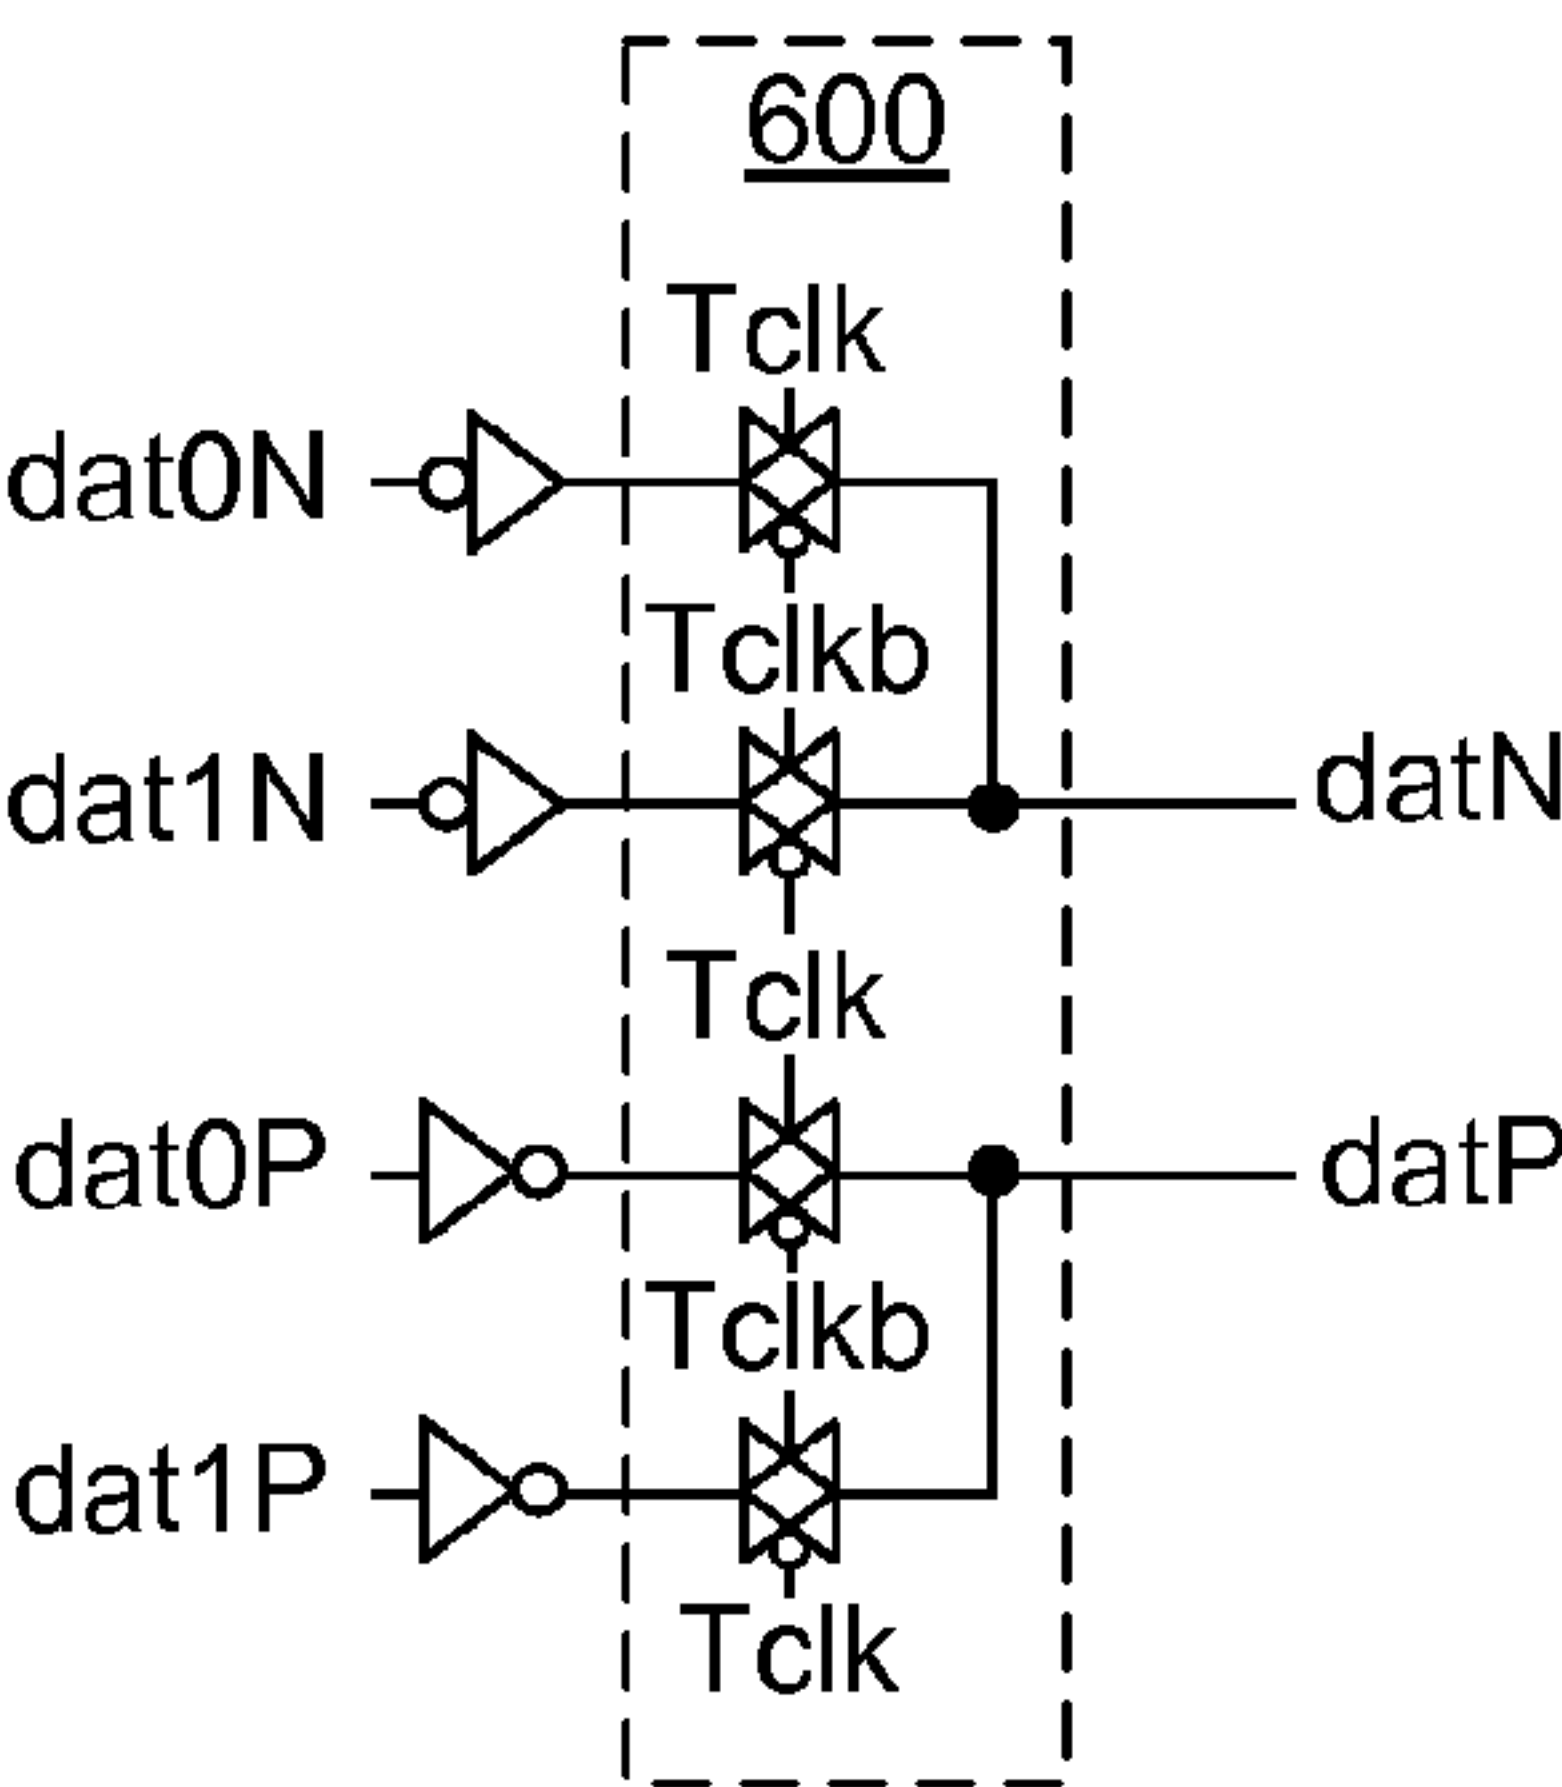 600
Tclk
dat0N
Tclkb
dat1N
datN
Tclk
dat0P
datP
Tclkb
dat1P
Tclk